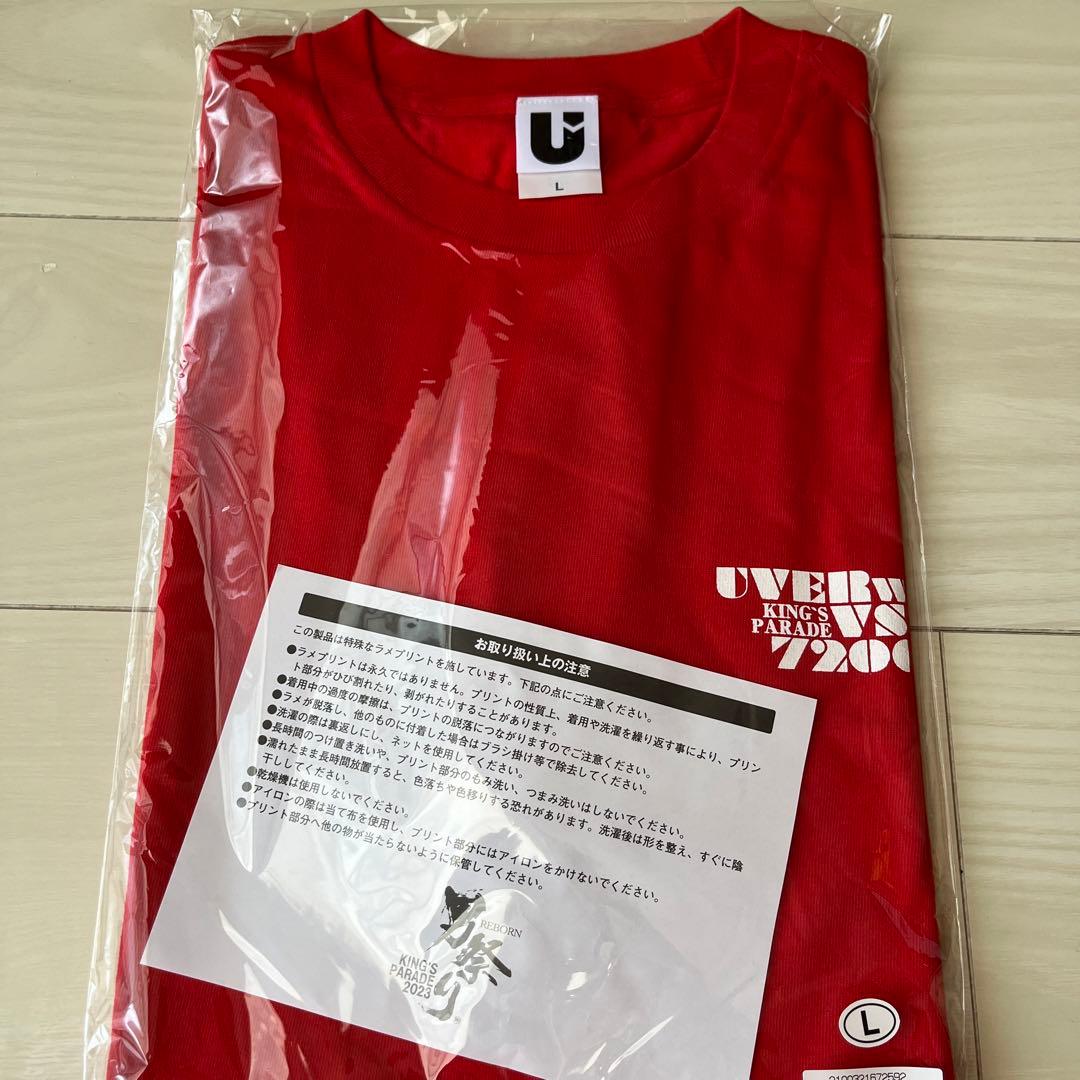 U
L
UVERw
KING'S
PARADE
VS
7200
お取り扱い上の注意
この製品は特殊なラメプリントを施しています。下記の点にご注意ください。
●ラメプリントは永久ではありません。プリントの性質上、着用や洗濯を繰り返す事により、プリン
ト部分がひび割れたり、剥がれたりすることがあります。
●着用中の過度の摩擦は、プリントの脱落につながりますのでご注意ください。
●ラメが脱落し、他のものに付着した場合はブラシ掛け等で除去してください。
●洗濯の際は裏返しにし、ネットを使用してください。
●長時間のつけ置き洗いや、プリント部分のもみ洗い、つまみ洗いはしないでください。
●濡れたまま長時間放置すると、色落ちや色移りする恐れがあります。洗濯後は形を整え、すぐに陰
干ししてください。
●乾燥機は使用しないでください。
●アイロンの際は当て布を使用し、プリント部分にはアイロンをかけないでください。
●プリント部分へ他の物が当たらないように保管してください。
男祭り
REBORN
KING'S
PARADE
2023
L
2100321572592